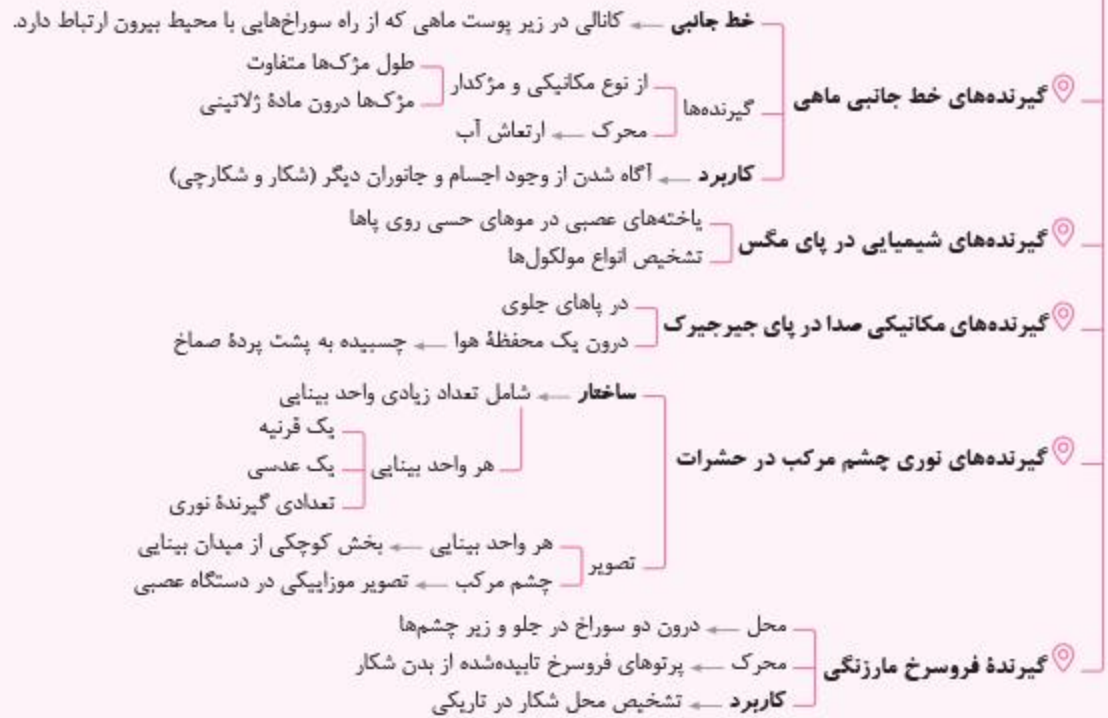 خط جانبی ← کانالی در زیر پوست ماهی که از راه سوراخ‌هایی با محیط بیرون ارتباط دارد.
گیرنده‌های خط جانبی ماهی
گیرنده‌ها
از نوع مکانیکی و مژکدار
طول مژک‌ها متفاوت
مژک‌ها درون مادهٔ ژلاتینی
محرک ← ارتعاش آب
کاربرد ← آگاه شدن از وجود اجسام و جانوران دیگر (شکار و شکارچی)
گیرنده‌های شیمیایی در پای مگس
یاخته‌های عصبی در موهای حسی روی پاها
تشخیص انواع مولکول‌ها
گیرنده‌های مکانیکی صدا در پای جیرجیرک
در پاهای جلوی
درون یک محفظهٔ هوا ← چسبیده به پشت پردهٔ صماخ
گیرنده‌های نوری چشم مرکب در حشرات
ساختار ← شامل تعداد زیادی واحد بینایی
هر واحد بینایی
یک قرنیه
یک عدسی
تعدادی گیرندهٔ نوری
تصویر
هر واحد بینایی ← بخش کوچکی از میدان بینایی
چشم مرکب ← تصویر موزاییکی در دستگاه عصبی
گیرندهٔ فروسرخ مارزنگی
محل ← درون دو سوراخ در جلو و زیر چشم‌ها
محرک ← پرتوهای فروسرخ تابیده‌شده از بدن شکار
کاربرد ← تشخیص محل شکار در تاریکی